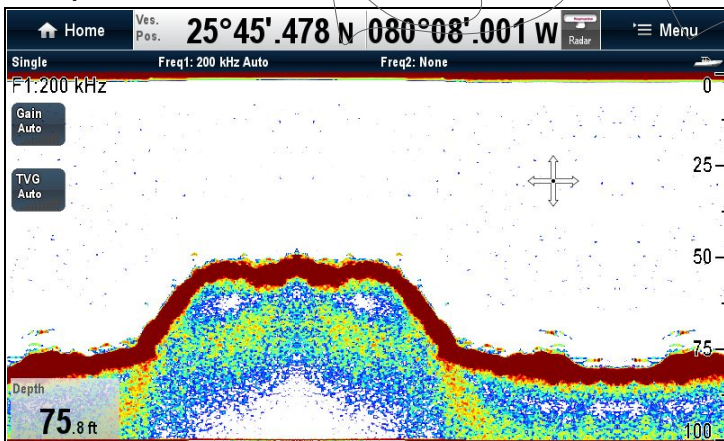 Home
Ves. Pos. 25°45'.478 N 080°08'.001 W
Radar
Menu
Single Freq1: 200 kHz Auto Freq2: None
F1:200 kHz
0
Gain
Auto
25
TVG
Auto
50
75
Depth
75.8 ft
100